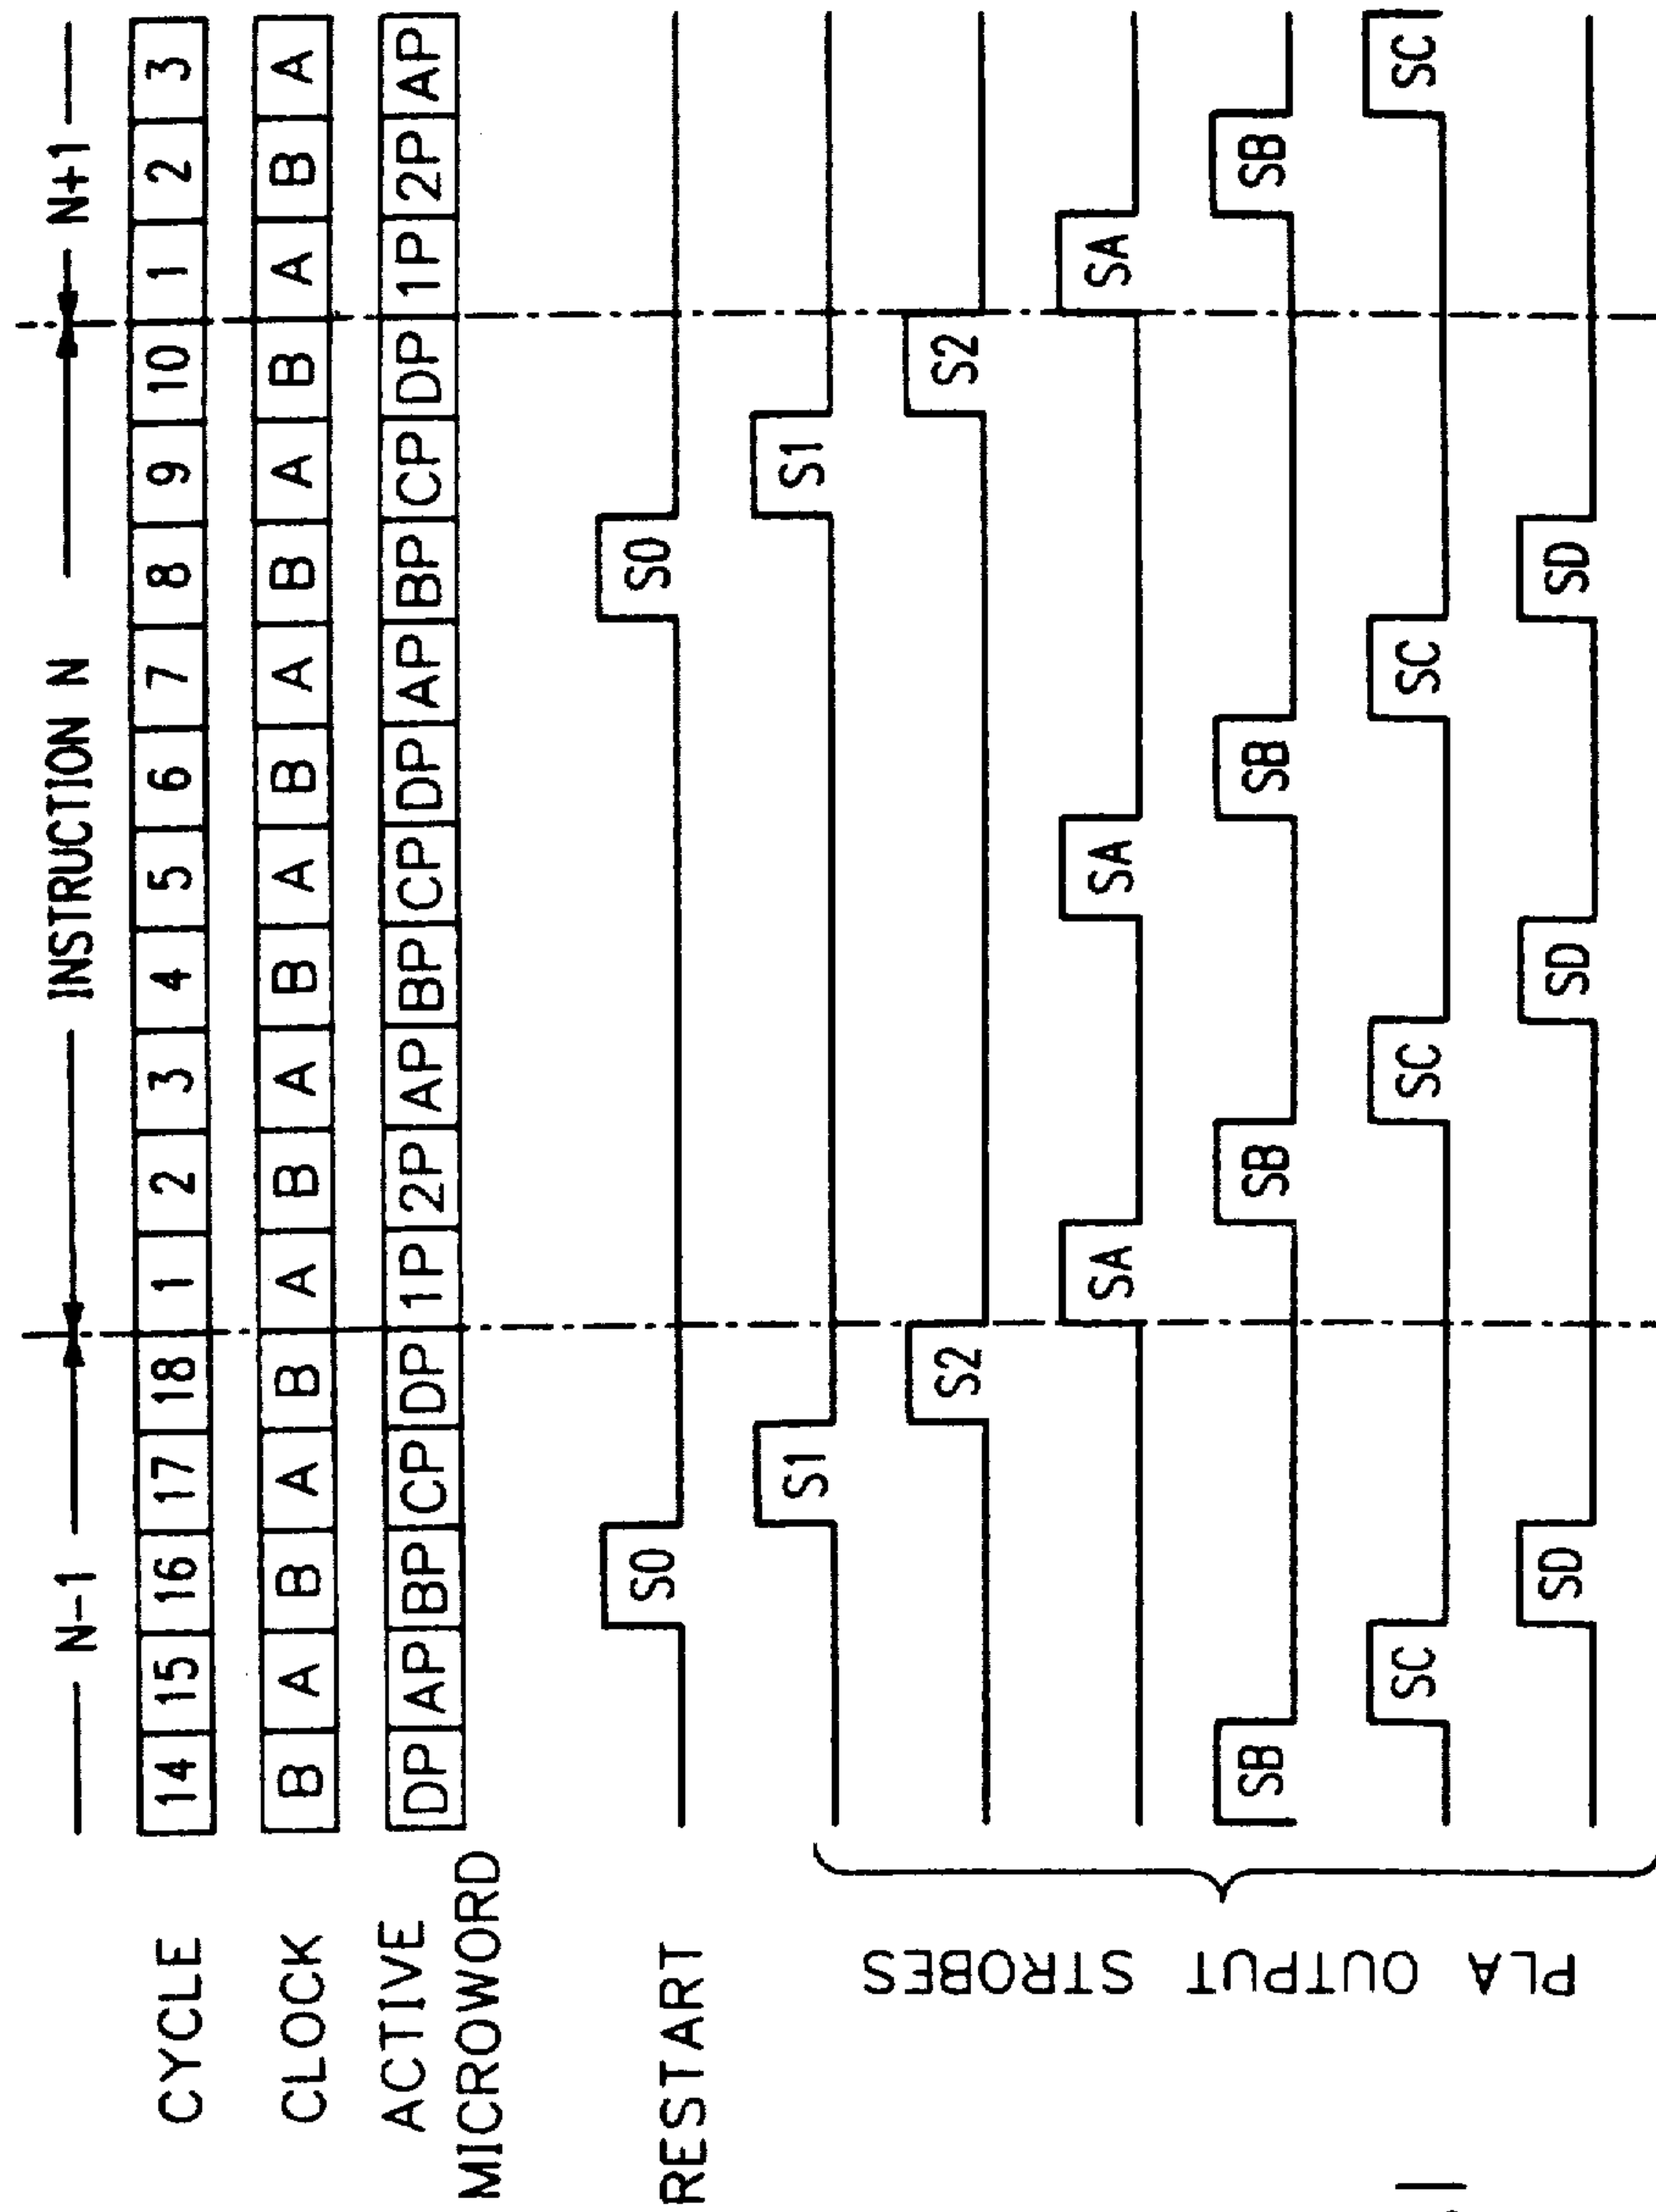 N-1 INSTRUCTION N N+1
CYCLE 14 15 16 17 18 1 2 3 4 5 6 7 8 9 10 1 2 3
CLOCK B A B A B A B A B A B A B A B A B A
ACTIVE MICROWORD DP AP BP CP DP 1P 2P AP BP CP DP AP BP CP DP 1P 2P AP
RESTART S0 S0
S1 S1
S2 S2
SA SA SA
PLA OUTPUT STROBES
SB SB SB SB
SC SC SC SC
SD SD SD